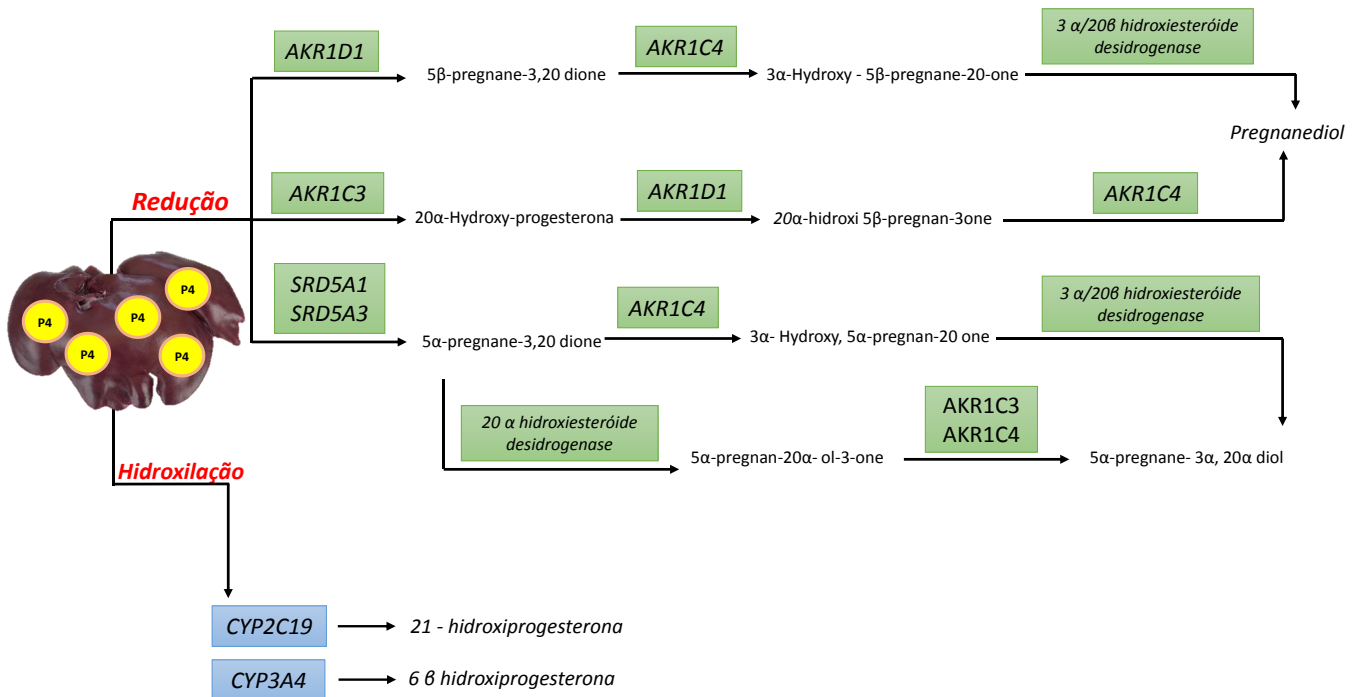 AKR1D1
5β-pregnane-3,20 dione
AKR1C4
3α-Hydroxy - 5β-pregnane-20-one
3 α/20β hidroxiesteróide
desidrogenase
Pregnanediol
Redução
AKR1C3
20α-Hydroxy-progesterona
AKR1D1
20α-hidroxi 5β-pregnan-3one
AKR1C4
SRD5A1
SRD5A3
5α-pregnane-3,20 dione
AKR1C4
3α- Hydroxy, 5α-pregnan-20 one
3 α/20β hidroxiesteróide
desidrogenase
P4
P4
P4
P4
P4
20 α hidroxiesteróide
desidrogenase
5α-pregnan-20α- ol-3-one
AKR1C3
AKR1C4
5α-pregnane- 3α, 20α diol
Hidroxilação
CYP2C19
21 - hidroxiprogesterona
CYP3A4
6 β hidroxiprogesterona